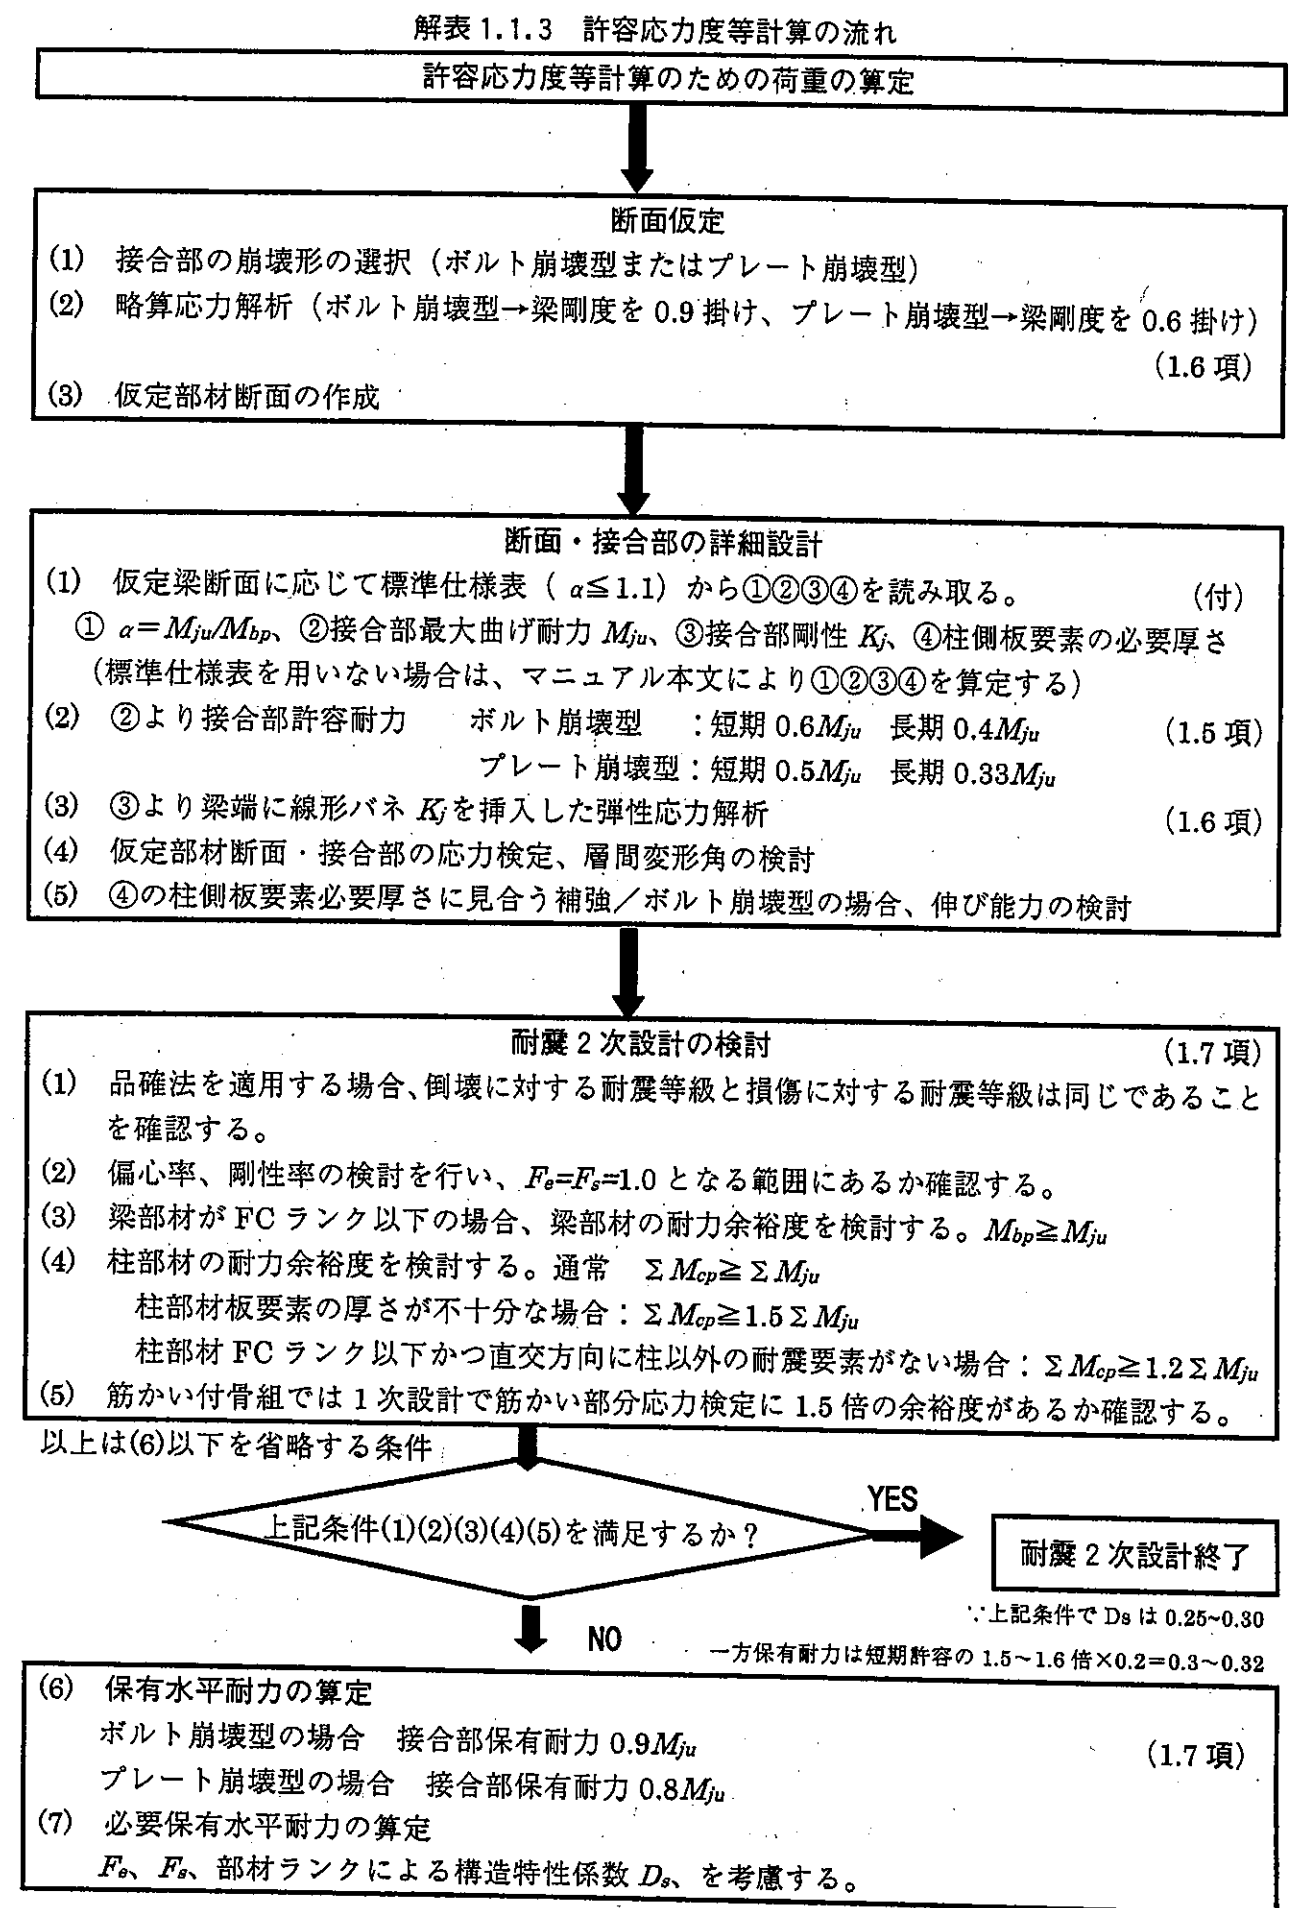 解表 1.1.3　許容応力度等計算の流れ
許容応力度等計算のための荷重の算定
断面仮定
(1)　接合部の崩壊形の選択（ボルト崩壊型またはプレート崩壊型）
(2)　略算応力解析（ボルト崩壊型→梁剛度を 0.9 掛け、プレート崩壊型→梁剛度を 0.6 掛け）
（1.6 項）
(3)　仮定部材断面の作成
断面・接合部の詳細設計
(1)　仮定梁断面に応じて標準仕様表（ α≦1.1）から①②③④を読み取る。　（付）
① α＝Mju/Mbp、②接合部最大曲げ耐力 Mju、③接合部剛性 Kj、④柱側板要素の必要厚さ
（標準仕様表を用いない場合は、マニュアル本文により①②③④を算定する）
(2)　②より接合部許容耐力　ボルト崩壊型　：短期 0.6Mju　長期 0.4Mju　（1.5 項）
プレート崩壊型：短期 0.5Mju　長期 0.33Mju
(3)　③より梁端に線形バネ Kjを挿入した弾性応力解析　（1.6 項）
(4)　仮定部材断面・接合部の応力検定、層間変形角の検討
(5)　④の柱側板要素必要厚さに見合う補強／ボルト崩壊型の場合、伸び能力の検討
耐震 2 次設計の検討　（1.7 項）
(1)　品確法を適用する場合、倒壊に対する耐震等級と損傷に対する耐震等級は同じであること
を確認する。
(2)　偏心率、剛性率の検討を行い、Fe=Fs=1.0 となる範囲にあるか確認する。
(3)　梁部材が FC ランク以下の場合、梁部材の耐力余裕度を検討する。Mbp≧Mju
(4)　柱部材の耐力余裕度を検討する。通常　ΣMcp≧ΣMju
柱部材板要素の厚さが不十分な場合：ΣMcp≧1.5ΣMju
柱部材 FC ランク以下かつ直交方向に柱以外の耐震要素がない場合：ΣMcp≧1.2ΣMju
(5)　筋かい付骨組では 1 次設計で筋かい部分応力検定に 1.5 倍の余裕度があるか確認する。
以上は(6)以下を省略する条件
上記条件(1)(2)(3)(4)(5)を満足するか？
YES
耐震 2 次設計終了
∵上記条件で Ds は 0.25~0.30
NO
一方保有耐力は短期許容の 1.5～1.6 倍×0.2＝0.3～0.32
(6)　保有水平耐力の算定
ボルト崩壊型の場合　接合部保有耐力 0.9Mju　（1.7 項）
プレート崩壊型の場合　接合部保有耐力 0.8Mju
(7)　必要保有水平耐力の算定
Fe、Fs、部材ランクによる構造特性係数 Ds、を考慮する。